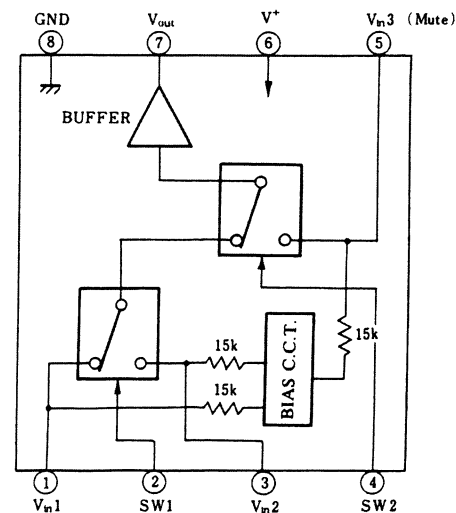 GND Vout V+ Vin3 (Mute)
8 7 6 5
BUFFER
15k
15k
15k
BIAS C.C.T.
1 2 3 4
Vin1 SW1 Vin2 SW2